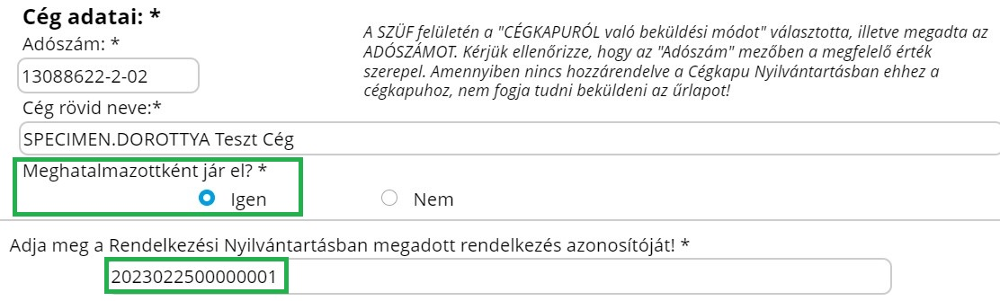 Cég adatai: *
Adószám: *
13088622-2-02
A SZÜF felületén a "CÉGKAPURÓL való beküldési módot" választotta, illetve megadta az
ADÓSZÁMOT. Kérjük ellenőrizze, hogy az "Adószám" mezőben a megfelelő érték
szerepel. Amennyiben nincs hozzárendelve a Cégkapu Nyilvántartásban ehhez a
cégkapuhoz, nem fogja tudni beküldeni az űrlapot!
Cég rövid neve:*
SPECIMEN.DOROTTYA Teszt Cég
Meghatalmazottként jár el? *
Igen Nem
Adja meg a Rendelkezési Nyilvántartásban megadott rendelkezés azonosítóját! *
2023022500000001